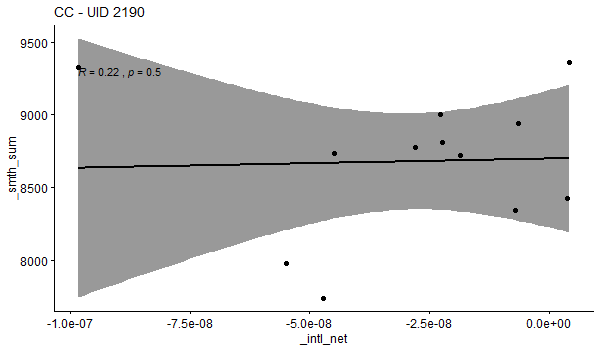 CC - UID 2190
R = 0.22 , p = 0.5
9500
9000
8500
8000
_smth_sum
-1.0e-07 -7.5e-08 -5.0e-08 -2.5e-08 0.0e+00
_intl_net